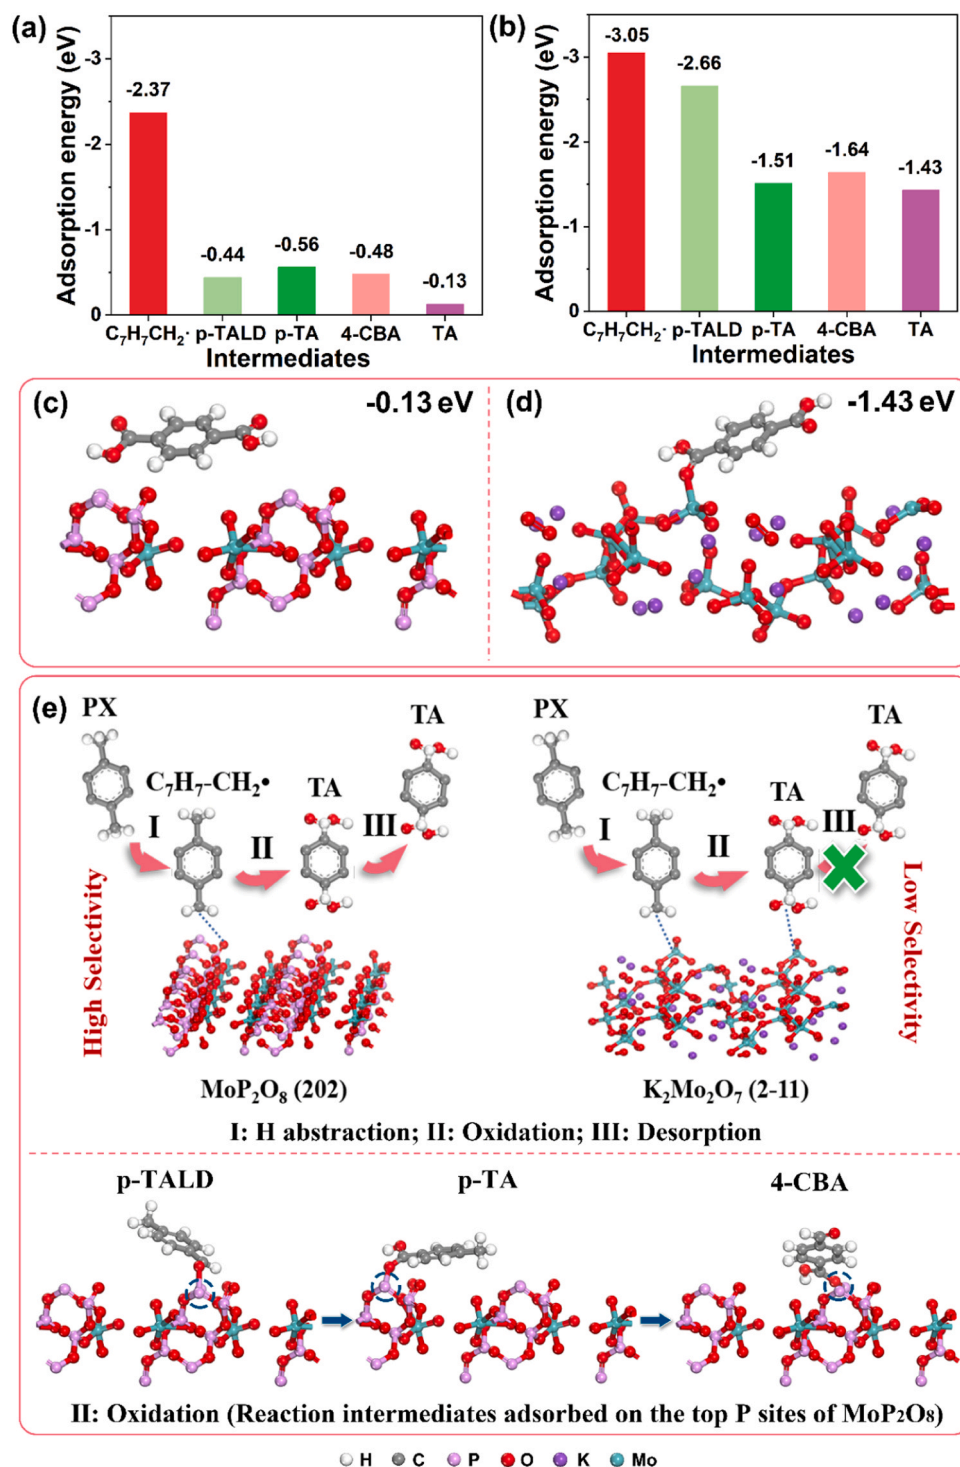 (a)
Adsorption energy (eV)
-3
-2
-1
0
-2.37
-0.44
-0.56
-0.48
-0.13
C₇H₇CH₂· p-TALD p-TA 4-CBA TA
Intermediates
(b)
Adsorption energy (eV)
-3
-2
-1
0
-3.05
-2.66
-1.51
-1.64
-1.43
C₇H₇CH₂· p-TALD p-TA 4-CBA TA
Intermediates
(c)
-0.13 eV
(d)
-1.43 eV
(e)
PX
C₇H₇-CH₂•
TA
TA
I
II
III
High Selectivity
MoP₂O₈ (202)
PX
C₇H₇-CH₂•
TA
TA
I
II
III
Low Selectivity
K₂Mo₂O₇ (2-11)
I: H abstraction; II: Oxidation; III: Desorption
p-TALD
p-TA
4-CBA
II: Oxidation (Reaction intermediates adsorbed on the top P sites of MoP₂O₈)
H C P O K Mo